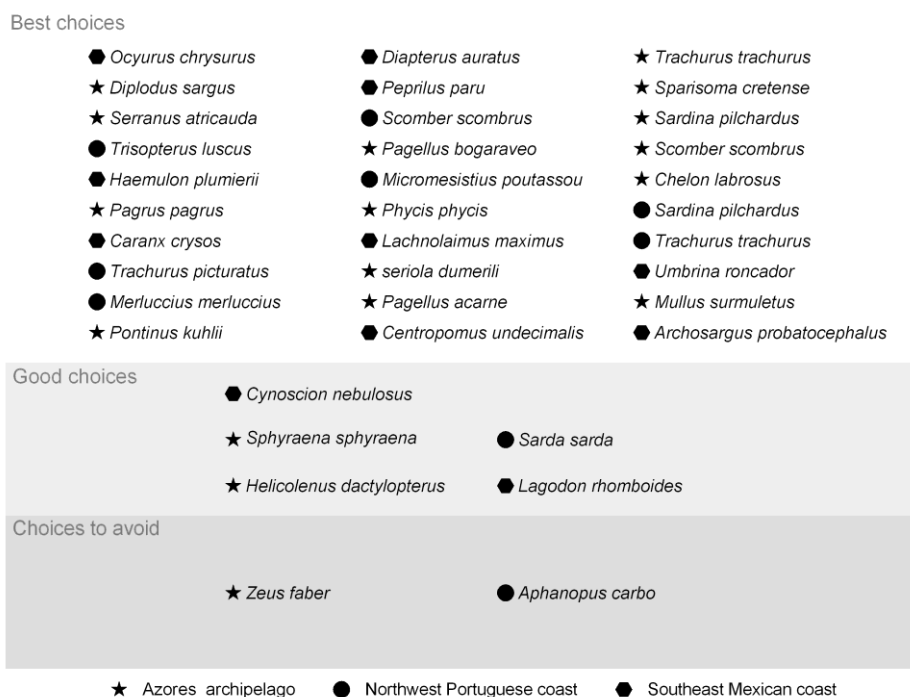 Best choices
Ocyurus chrysurus Diapterus auratus Trachurus trachurus
Diplodus sargus Peprilus paru Sparisoma cretense
Serranus atricauda Scomber scombrus Sardina pilchardus
Trisopterus luscus Pagellus bogaraveo Scomber scombrus
Haemulon plumierii Micromesistius poutassou Chelon labrosus
Pagrus pagrus Phycis phycis Sardina pilchardus
Caranx crysos Lachnolaimus maximus Trachurus trachurus
Trachurus picturatus seriola dumerili Umbrina roncador
Merluccius merluccius Pagellus acarne Mullus surmuletus
Pontinus kuhlii Centropomus undecimalis Archosargus probatocephalus
Good choices
Cynoscion nebulosus
Sphyraena sphyraena Sarda sarda
Helicolenus dactylopterus Lagodon rhomboides
Choices to avoid
Zeus faber Aphanopus carbo
Azores archipelago Northwest Portuguese coast Southeast Mexican coast